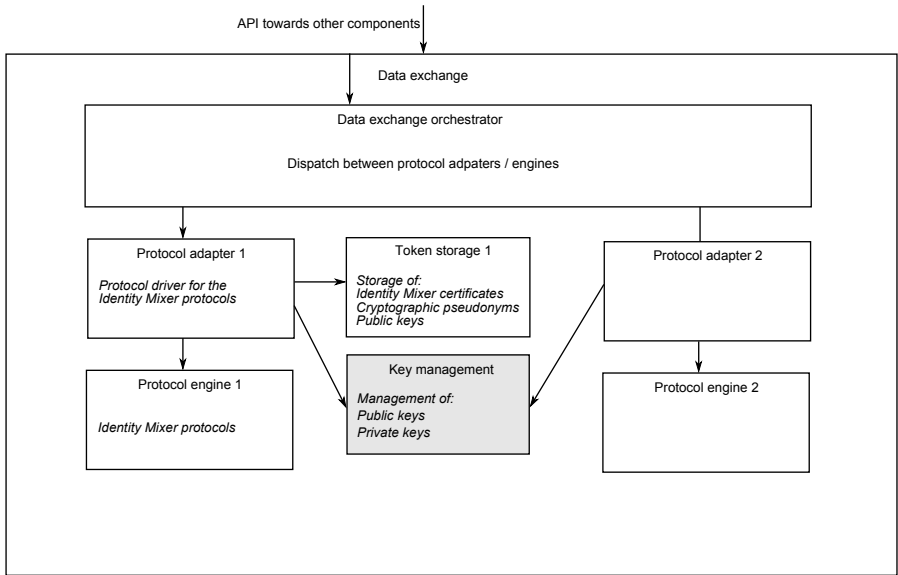 API towards other components
Data exchange
Data exchange orchestrator
Dispatch between protocol adpaters / engines
Protocol adapter 1
Protocol driver for the
Identity Mixer protocols
Token storage 1
Storage of:
Identity Mixer certificates
Cryptographic pseudonyms
Public keys
Protocol adapter 2
Protocol engine 1
Identity Mixer protocols
Key management
Management of:
Public keys
Private keys
Protocol engine 2